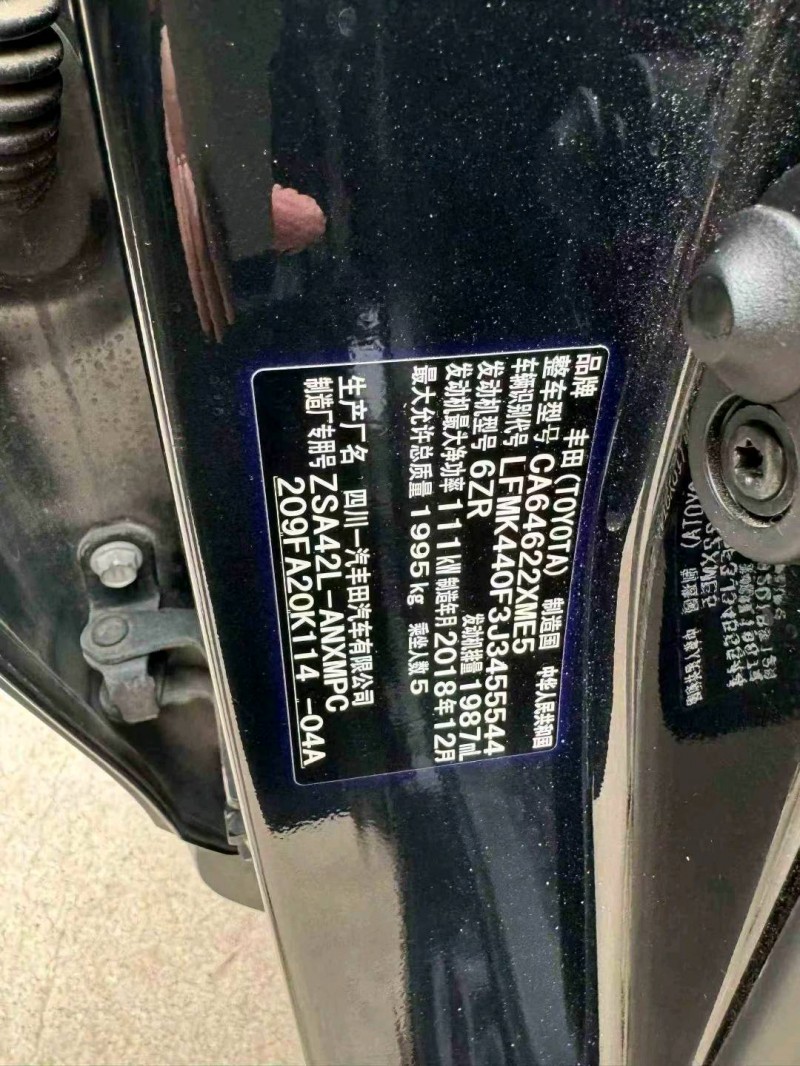 品牌 丰田(TOYOTA) 制造国 中华人民共和国
整车型号 CA64622XME5
车辆识别代号 LFMK440F3J3455544
发动机型号 6ZR 发动机排量 1987mL
发动机最大净功率 111kW 制造年月 2018年12月
最大允许总质量 1995kg 乘坐人数 5
生产厂名 四川一汽丰田汽车有限公司
制造厂专用号 ZSA42L-ANXMPC
209FA20K114 -04A